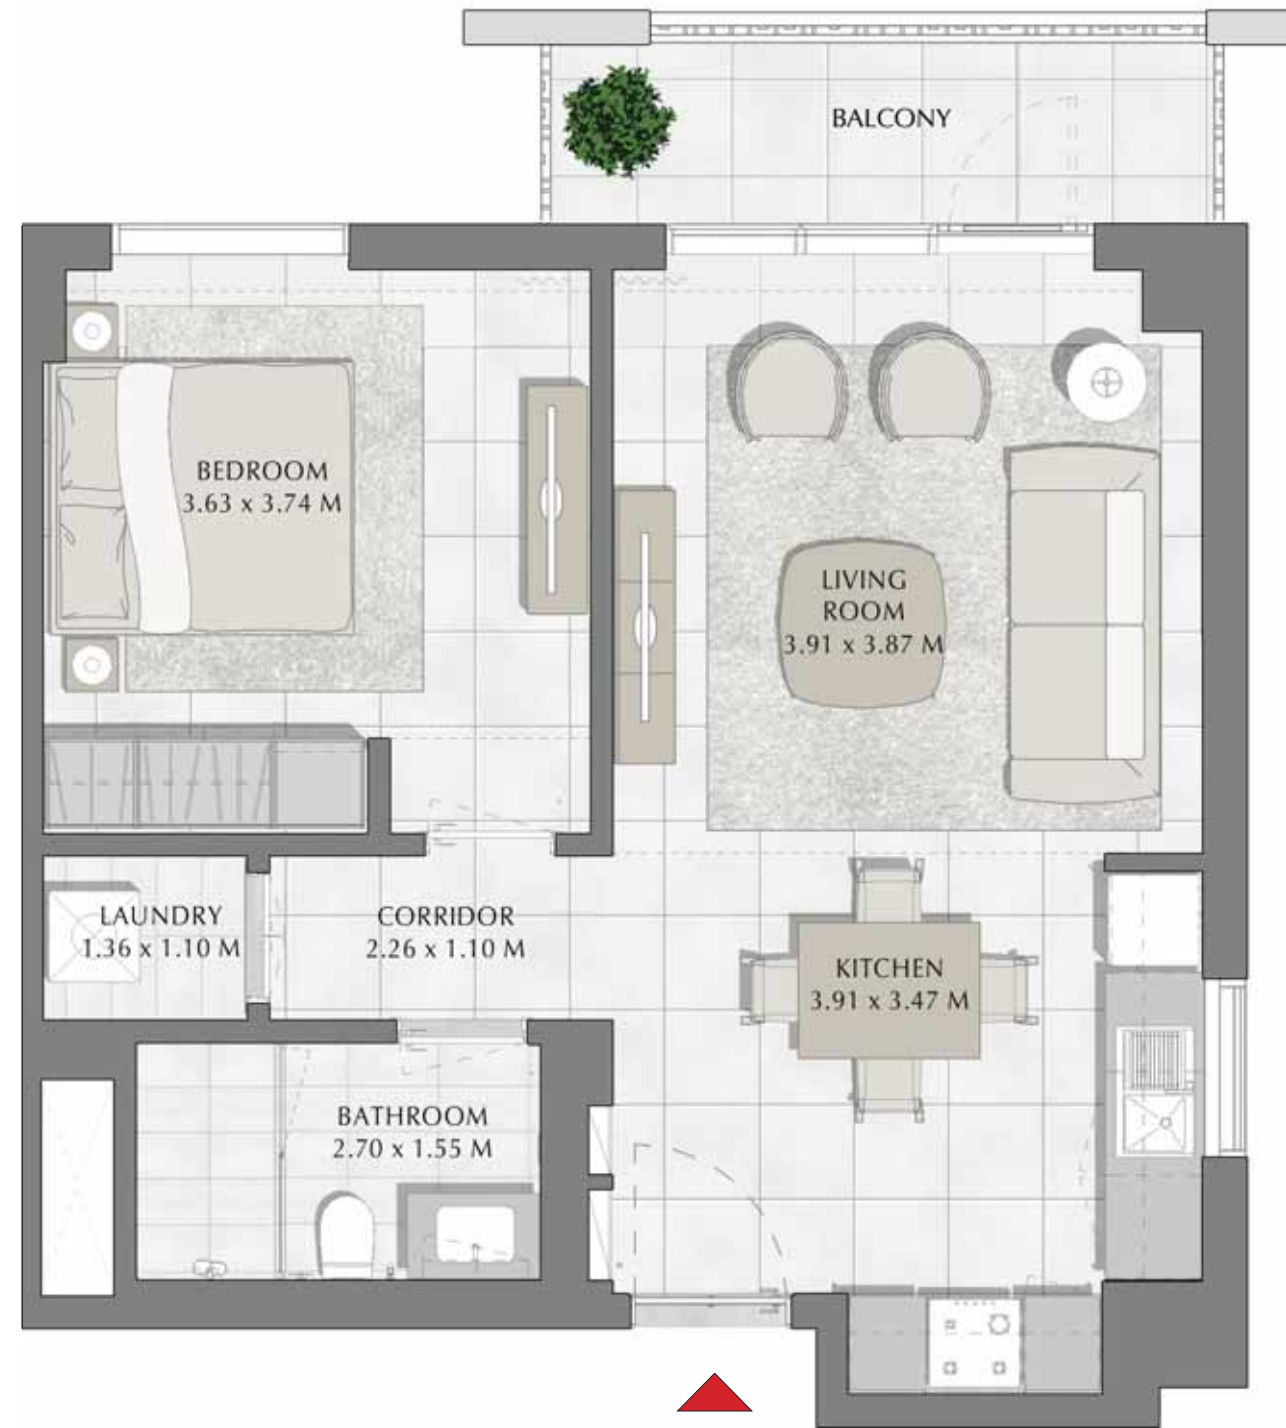 BALCONY
BEDROOM
3.63 x 3.74 M
LIVING
ROOM
3.91 x 3.87 M
LAUNDRY
1.36 x 1.10 M
CORRIDOR
2.26 x 1.10 M
KITCHEN
3.91 x 3.47 M
BATHROOM
2.70 x 1.55 M